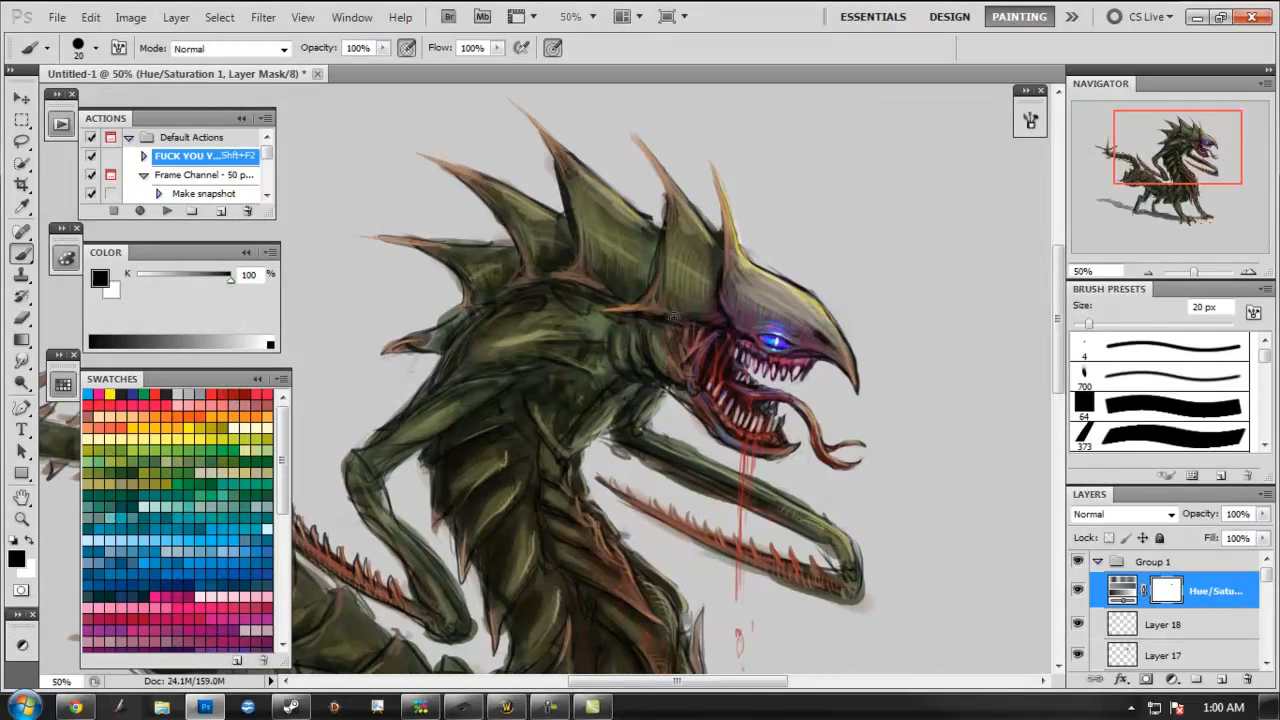 Ps File Edit Image Layer Select Filter View Window Help Br Mb 50% ESSENTIALS DESIGN PAINTING CS Live
20 Mode: Normal Opacity: 100% Flow: 100%
Untitled-1 @ 50% (Hue/Saturation 1, Layer Mask/8) *
ACTIONS
Default Actions
FUCK YOU Y... Shft+F2
Frame Channel - 50 p...
Make snapshot
COLOR
K 100 %
SWATCHES
NAVIGATOR
50%
BRUSH PRESETS
Size: 20 px
4
700
64
373
LAYERS
Normal Opacity: 100%
Lock: Fill: 100%
Group 1
Hue/Satu...
Layer 18
Layer 17
50% Doc: 24.1M/159.0M
1:00 AM